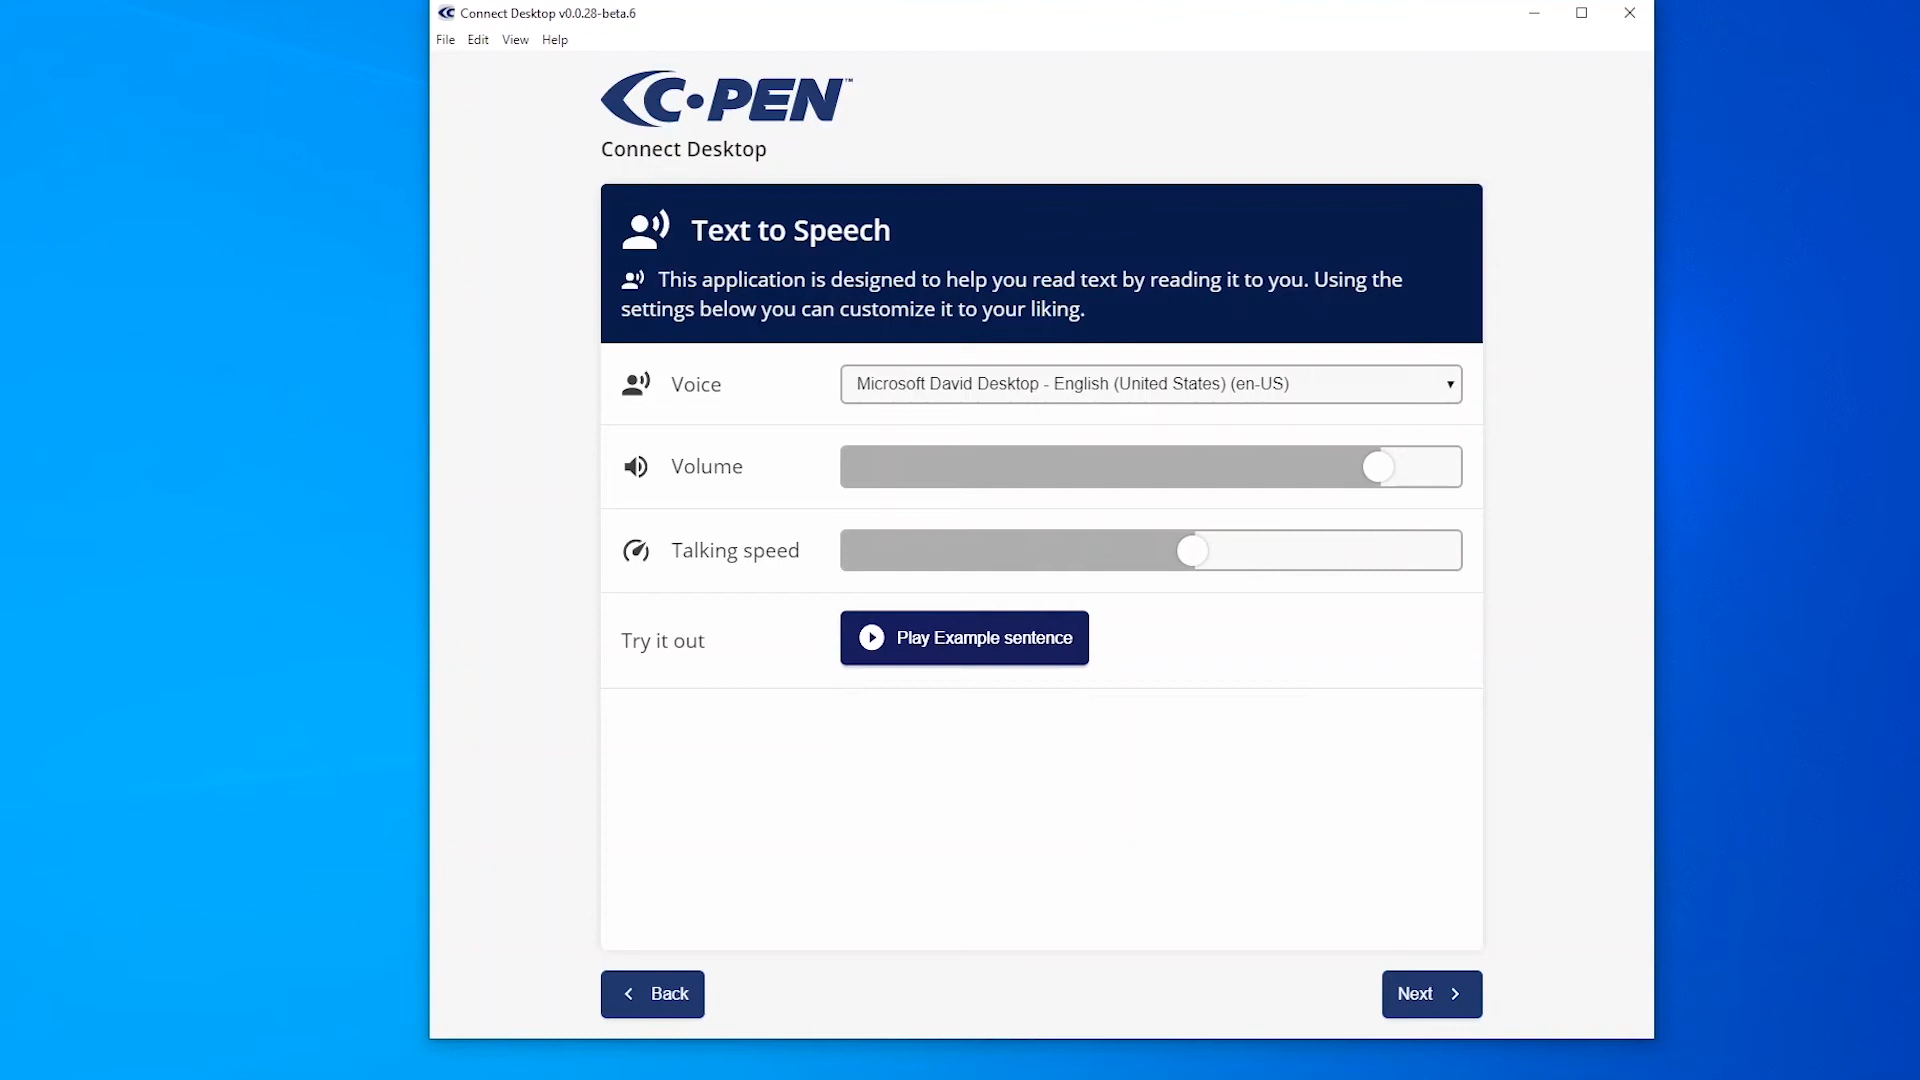 Connect Desktop v0.0.28-beta.6
File Edit View Help
C•PEN™
Connect Desktop
Text to Speech
This application is designed to help you read text by reading it to you. Using the
settings below you can customize it to your liking.
Voice Microsoft David Desktop - English (United States) (en-US)
Volume
Talking speed
Try it out Play Example sentence
Back Next